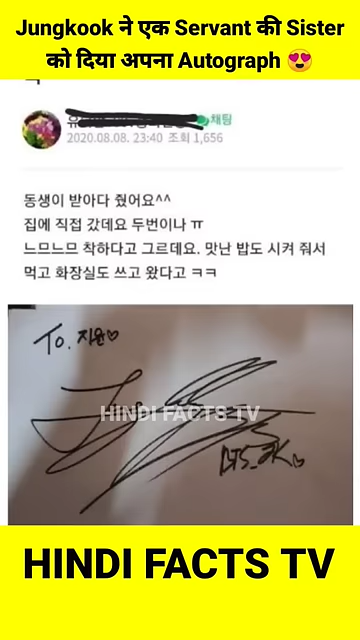 Jungkook ने एक Servant की Sister
को दिया अपना Autograph 😍
채팅
2020.08.08. 23:40 조회 1,656
동생이 받아다 줬어요^^
집에 직접 갔데요 두번이나 ㅠ
느므느므 착하다고 그르데요. 맛난 밥도 시켜 줘서
먹고 화장실도 쓰고 왔다고 ㅋㅋ
To. 지윤♡
HINDI FACTS TV
BTS. JK♡
HINDI FACTS TV